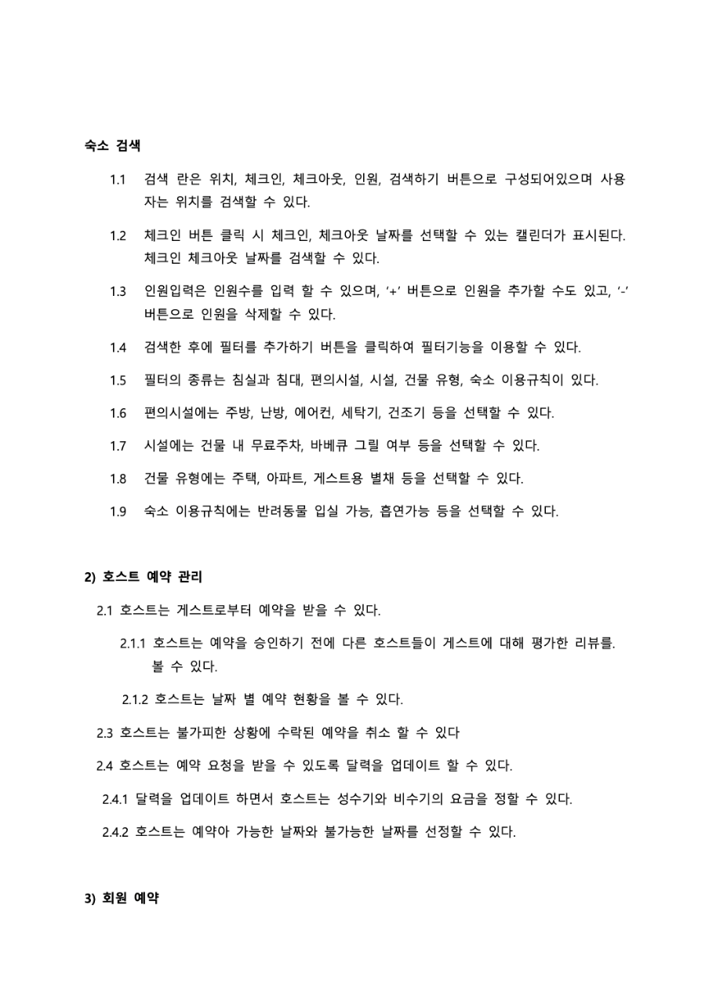 숙소 검색
1.1 검색 란은 위치, 체크인, 체크아웃, 인원, 검색하기 버튼으로 구성되어있으며 사용
자는 위치를 검색할 수 있다.
1.2 체크인 버튼 클릭 시 체크인, 체크아웃 날짜를 선택할 수 있는 캘린더가 표시된다.
체크인 체크아웃 날짜를 검색할 수 있다.
1.3 인원입력은 인원수를 입력 할 수 있으며, ‘+’ 버튼으로 인원을 추가할 수도 있고, ‘-’
버튼으로 인원을 삭제할 수 있다.
1.4 검색한 후에 필터를 추가하기 버튼을 클릭하여 필터기능을 이용할 수 있다.
1.5 필터의 종류는 침실과 침대, 편의시설, 시설, 건물 유형, 숙소 이용규칙이 있다.
1.6 편의시설에는 주방, 난방, 에어컨, 세탁기, 건조기 등을 선택할 수 있다.
1.7 시설에는 건물 내 무료주차, 바베큐 그릴 여부 등을 선택할 수 있다.
1.8 건물 유형에는 주택, 아파트, 게스트용 별채 등을 선택할 수 있다.
1.9 숙소 이용규칙에는 반려동물 입실 가능, 흡연가능 등을 선택할 수 있다.
2) 호스트 예약 관리
2.1 호스트는 게스트로부터 예약을 받을 수 있다.
2.1.1 호스트는 예약을 승인하기 전에 다른 호스트들이 게스트에 대해 평가한 리뷰를.
볼 수 있다.
2.1.2 호스트는 날짜 별 예약 현황을 볼 수 있다.
2.3 호스트는 불가피한 상황에 수락된 예약을 취소 할 수 있다
2.4 호스트는 예약 요청을 받을 수 있도록 달력을 업데이트 할 수 있다.
2.4.1 달력을 업데이트 하면서 호스트는 성수기와 비수기의 요금을 정할 수 있다.
2.4.2 호스트는 예약아 가능한 날짜와 불가능한 날짜를 선정할 수 있다.
3) 회원 예약